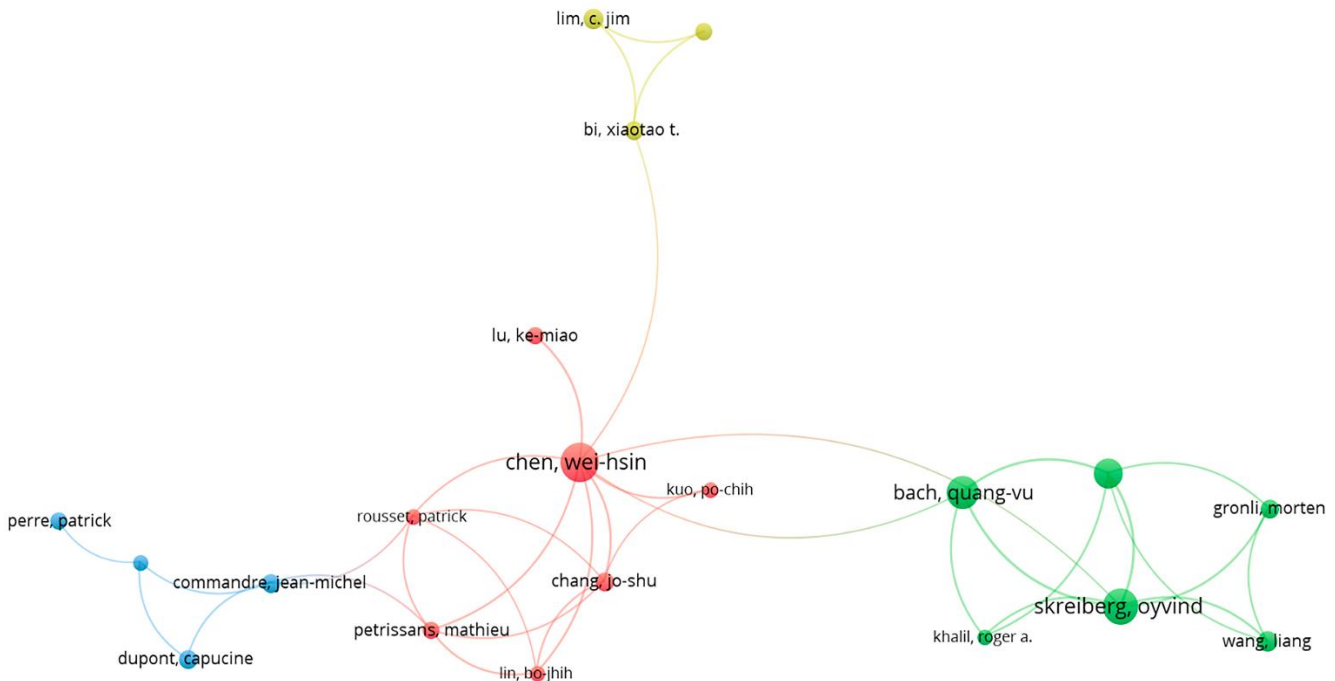 lim, c. jim
bi, xiaotao t.
lu, ke-miao
chen, wei-hsin
kuo, po-chih
bach, quang-vu
gronli, morten
perre, patrick
rousset, patrick
commandre, jean-michel
chang, jo-shu
skreiberg, oyvind
petrissans, mathieu
khalil, roger a.
wang, liang
dupont, capucine
lin, bo-jhih